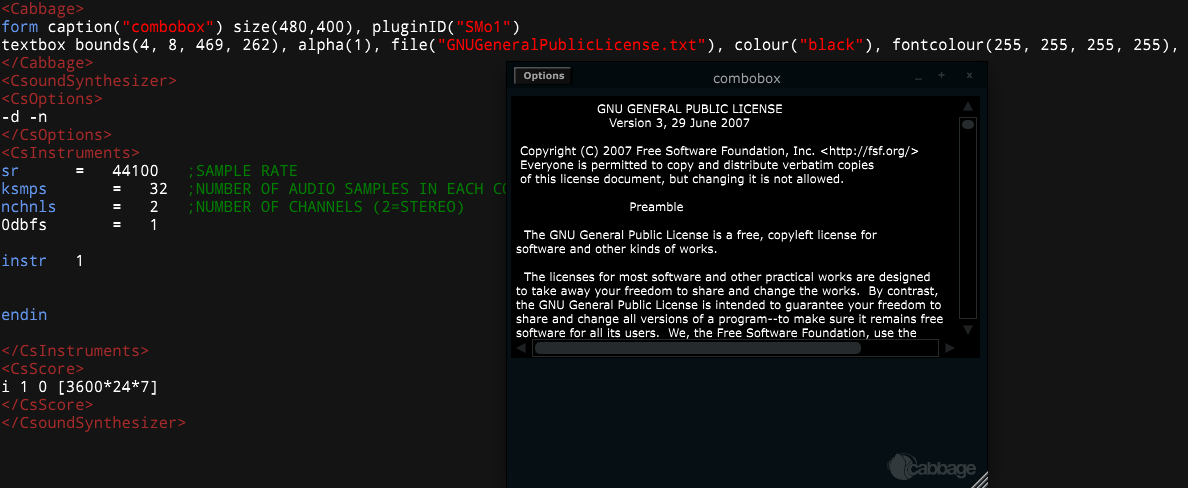 <Cabbage>
form caption("combobox") size(480,400), pluginID("SMo1")
textbox bounds(4, 8, 469, 262), alpha(1), file("GNUGeneralPublicLicense.txt"), colour("black"), fontcolour(255, 255, 255, 255),
</Cabbage>
<CsoundSynthesizer>
<CsOptions>
-d -n
</CsOptions>
<CsInstruments>
sr = 44100 ;SAMPLE RATE
ksmps = 32 ;NUMBER OF AUDIO SAMPLES IN EACH CO
nchnls = 2 ;NUMBER OF CHANNELS (2=STEREO)
0dbfs = 1
instr 1
endin
</CsInstruments>
<CsScore>
i 1 0 [3600*24*7]
</CsScore>
</CsoundSynthesizer>
Options
combobox
GNU GENERAL PUBLIC LICENSE
Version 3, 29 June 2007
Copyright (C) 2007 Free Software Foundation, Inc. <http://fsf.org/>
Everyone is permitted to copy and distribute verbatim copies
of this license document, but changing it is not allowed.
Preamble
The GNU General Public License is a free, copyleft license for
software and other kinds of works.
The licenses for most software and other practical works are designed
to take away your freedom to share and change the works.  By contrast,
the GNU General Public License is intended to guarantee your freedom to
share and change all versions of a program--to make sure it remains free
software for all its users.  We, the Free Software Foundation, use the
cabbage